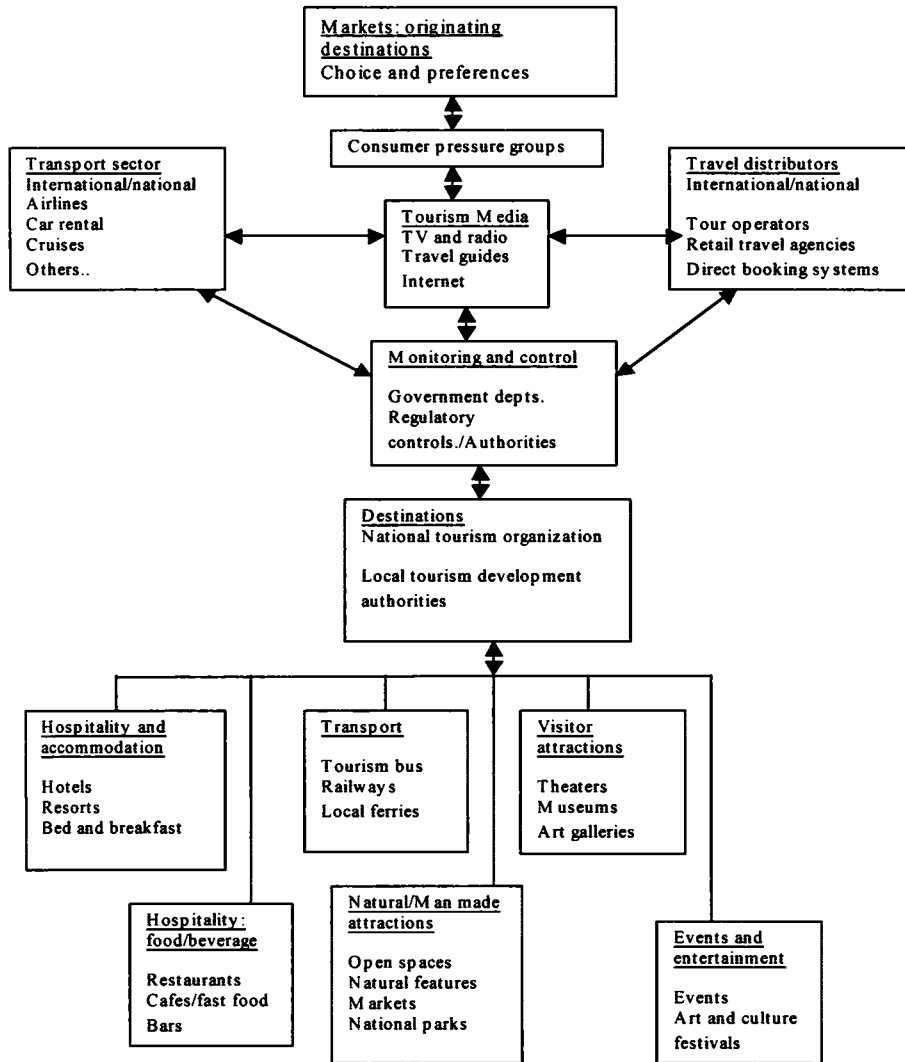 Markets: originating
destinations
Choice and preferences
Consumer pressure groups
Transport sector
International/national
Airlines
Car rental
Cruises
Others..
Tourism Media
TV and radio
Travel guides
Internet
Travel distributors
International/national
Tour operators
Retail travel agencies
Direct booking systems
Monitoring and control
Government depts.
Regulatory
controls./Authorities
Destinations
National tourism organization
Local tourism development
authorities
Hospitality and
accommodation
Hotels
Resorts
Bed and breakfast
Transport
Tourism bus
Railways
Local ferries
Visitor
attractions
Theaters
Museums
Art galleries
Hospitality:
food/beverage
Restaurants
Cafes/fast food
Bars
Natural/Man made
attractions
Open spaces
Natural features
Markets
National parks
Events and
entertainment
Events
Art and culture
festivals